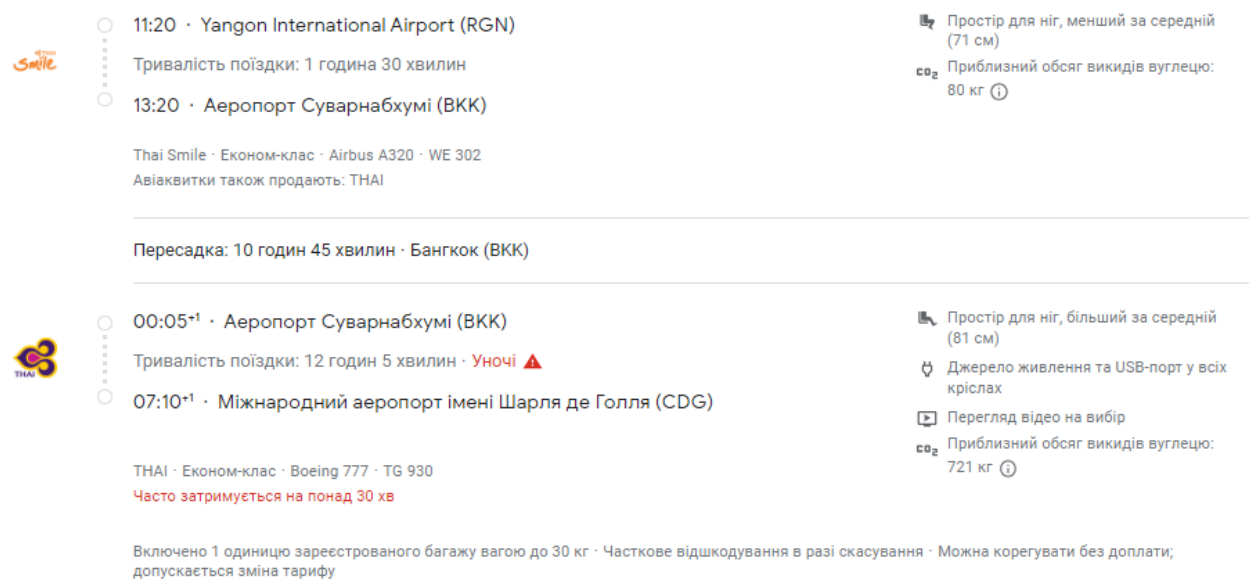 11:20 · Yangon International Airport (RGN)
Простір для ніг, менший за середній
(71 см)
THAI
Smile
Тривалість поїздки: 1 година 30 хвилин
CO2
Приблизний обсяг викидів вуглецю:
80 кг
13:20 · Аеропорт Суварнабхумі (BKK)
Thai Smile · Економ-клас · Airbus A320 · WE 302
Авіаквитки також продають: THAI
Пересадка: 10 годин 45 хвилин · Бангкок (BKK)
00:05+1 · Аеропорт Суварнабхумі (BKK)
Простір для ніг, більший за середній
(81 см)
THAI
Тривалість поїздки: 12 годин 5 хвилин · Уночі
Джерело живлення та USB-порт у всіх
кріслах
07:10+1 · Міжнародний аеропорт імені Шарля де Голля (CDG)
Перегляд відео на вибір
CO2
Приблизний обсяг викидів вуглецю:
721 кг
THAI · Економ-клас · Boeing 777 · TG 930
Часто затримується на понад 30 хв
Включено 1 одиницю зареєстрованого багажу вагою до 30 кг · Часткове відшкодування в разі скасування · Можна корегувати без доплати;
допускається зміна тарифу